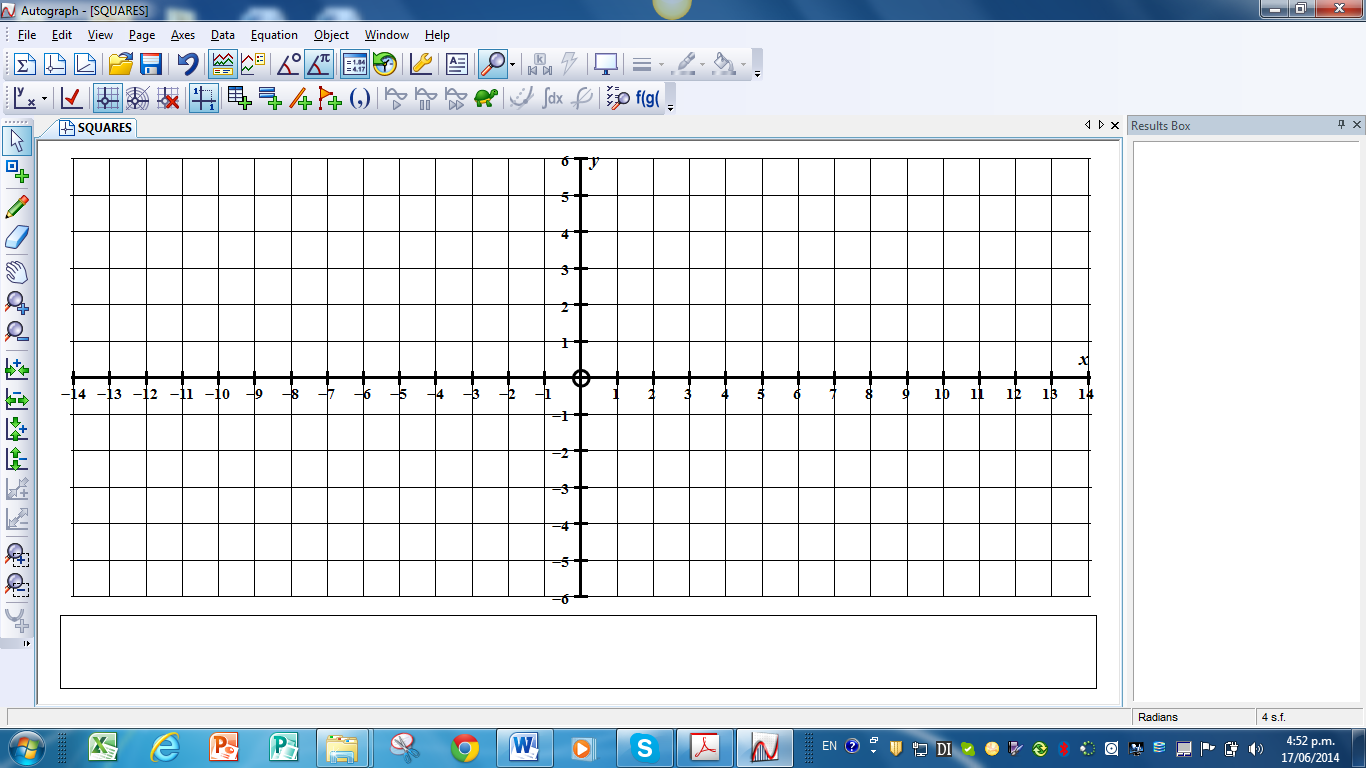 Autograph - [SQUARES]
File Edit View Page Axes Data Equation Object Window Help
SQUARES
Results Box
6 y
5
4
3
2
1
x
−14 −13 −12 −11 −10 −9 −8 −7 −6 −5 −4 −3 −2 −1 1 2 3 4 5 6 7 8 9 10 11 12 13 14
−1
−2
−3
−4
−5
−6
Radians 4 s.f.
EN DI 4:52 p.m.
17/06/2014